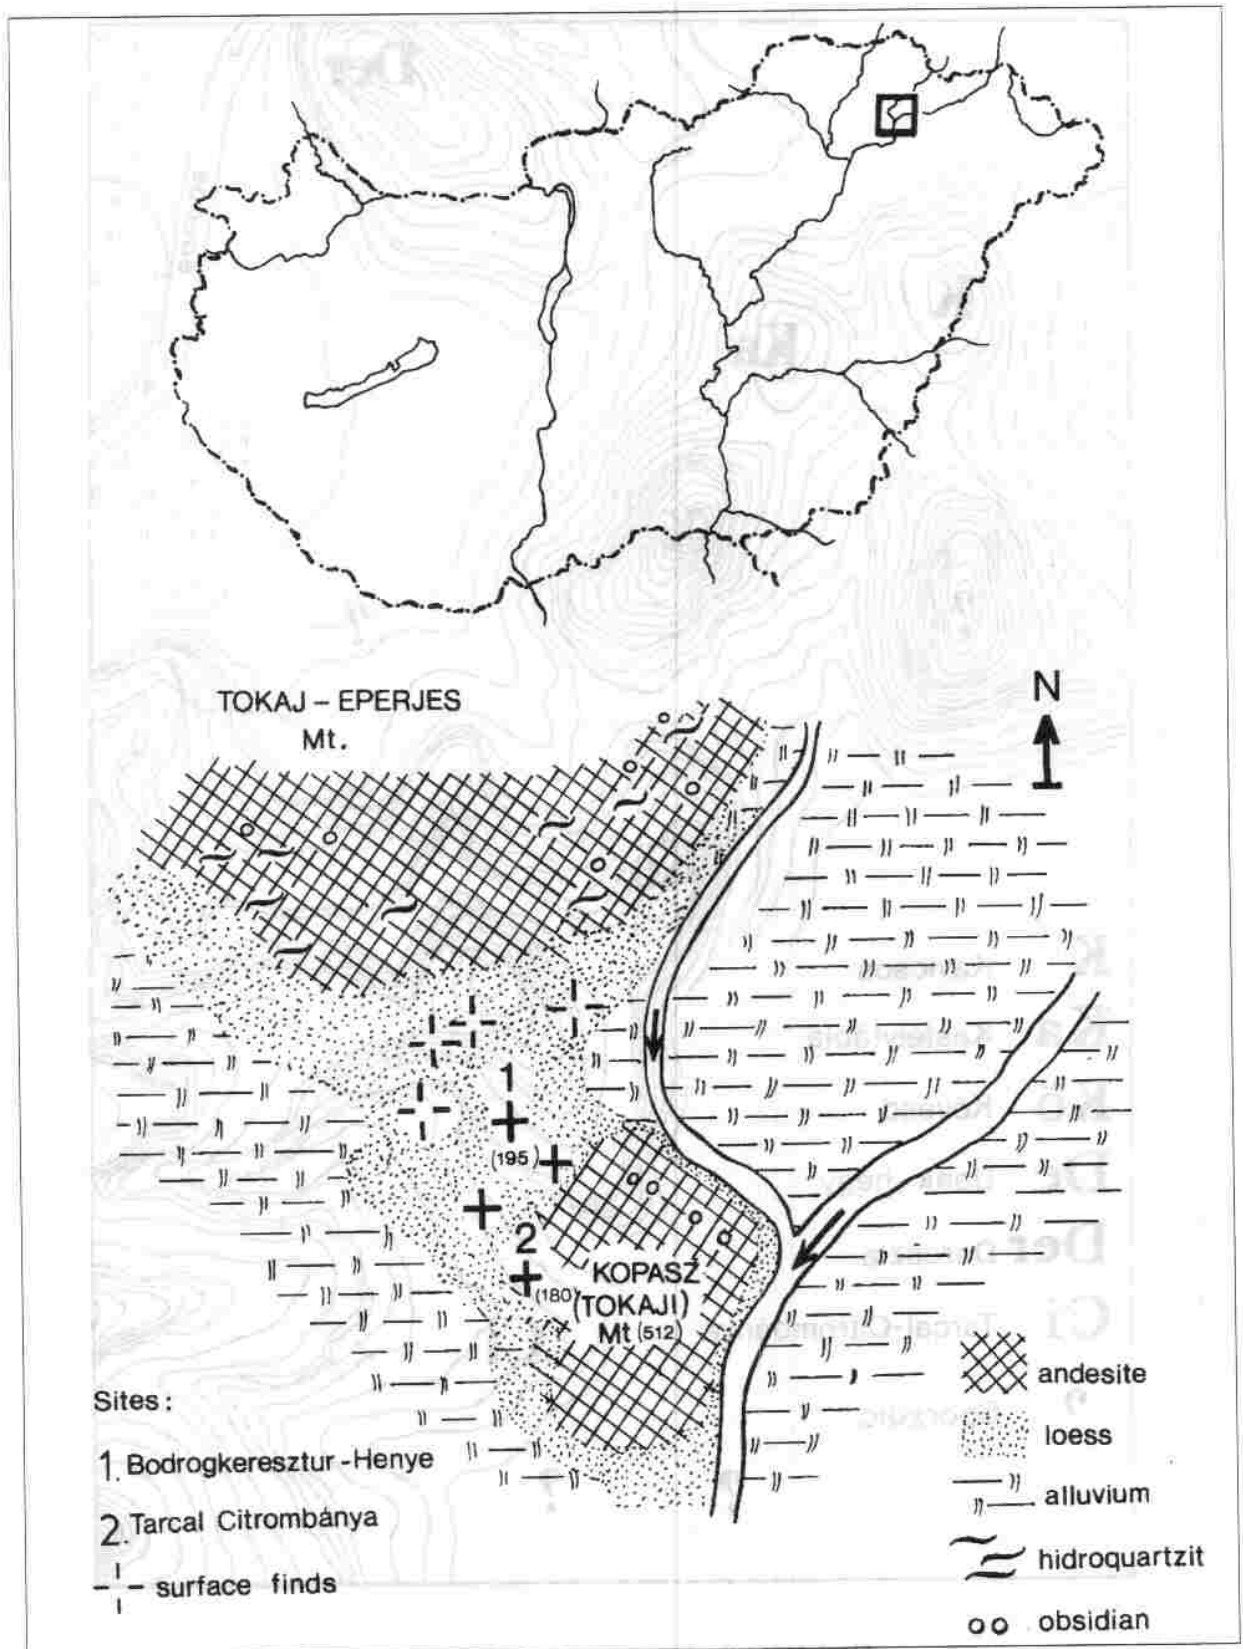 TOKAJ – EPERJES
Mt.
N
1
(195)
2
(180)
KOPASZ
(TOKAJI)
Mt (512)
Sites :
1. Bodrogkeresztur - Henye
2. Tarcal Citrombánya
surface finds
andesite
loess
alluvium
hidroquartzit
obsidian